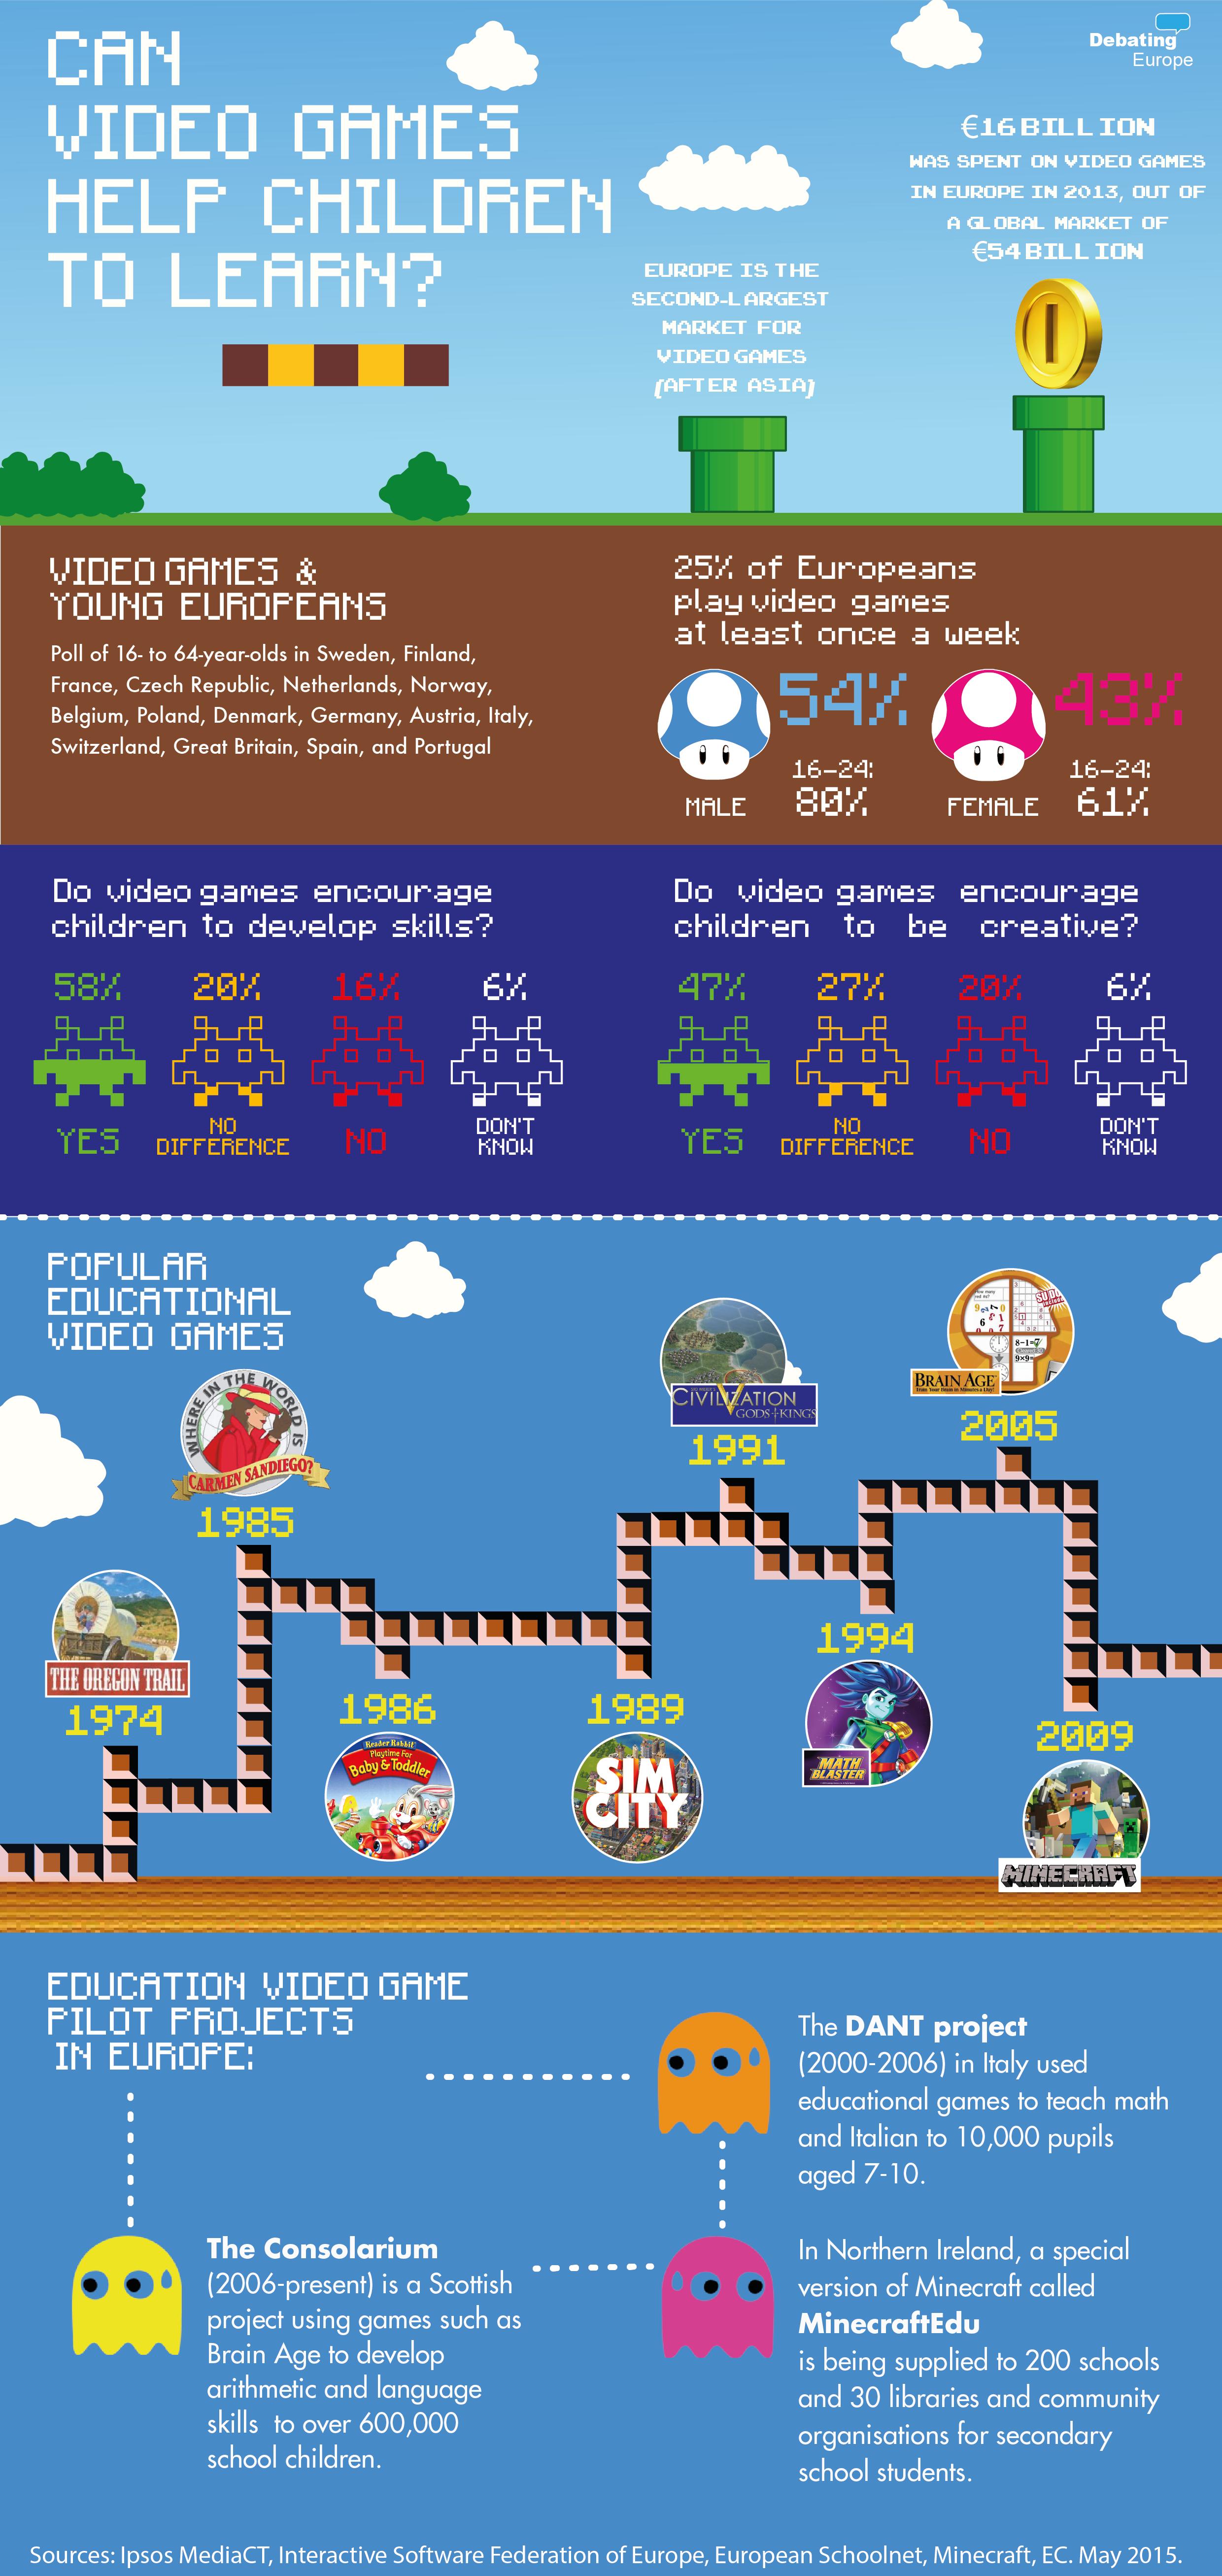 CAN
VIDEO GAMES
HELP CHILDREN
TO LEARN?
Debating
Europe
€16 BILLION
WAS SPENT ON VIDEO GAMES
IN EUROPE IN 2013, OUT OF
A GLOBAL MARKET OF
€54 BILLION
EUROPE IS THE
SECOND-LARGEST
MARKET FOR
VIDEO GAMES
(AFTER ASIA)
VIDEO GAMES &
YOUNG EUROPEANS
Poll of 16- to 64-year-olds in Sweden, Finland,
France, Czech Republic, Netherlands, Norway,
Belgium, Poland, Denmark, Germany, Austria, Italy,
Switzerland, Great Britain, Spain, and Portugal
25% of Europeans
play video games
at least once a week
54%
16-24:
80%
MALE
43%
16-24:
61%
FEMALE
Do video games encourage
children to develop skills?
58% 20% 16% 6%
YES NO DIFFERENCE NO DON'T KNOW
Do video games encourage
children to be creative?
47% 27% 20% 6%
YES NO DIFFERENCE NO DON'T KNOW
POPULAR
EDUCATIONAL
VIDEO GAMES
THE OREGON TRAIL
1974
WHERE IN THE WORLD IS
CARMEN SANDIEGO?
1985
1986
Reader Rabbit
Playtime For
Baby & Toddler
1989
SIM
CITY
CIVILIZATION
GODS & KINGS
1991
1994
MATH
BLASTER
BRAIN AGE
Train Your Brain in Minutes a Day!
2005
2009
MINECRAFT
EDUCATION VIDEO GAME
PILOT PROJECTS
IN EUROPE:
The DANT project
(2000-2006) in Italy used
educational games to teach math
and Italian to 10,000 pupils
aged 7-10.
The Consolarium
(2006-present) is a Scottish
project using games such as
Brain Age to develop
arithmetic and language
skills to over 600,000
school children.
In Northern Ireland, a special
version of Minecraft called
MinecraftEdu
is being supplied to 200 schools
and 30 libraries and community
organisations for secondary
school students.
Sources: Ipsos MediaCT, Interactive Software Federation of Europe, European Schoolnet, Minecraft, EC. May 2015.